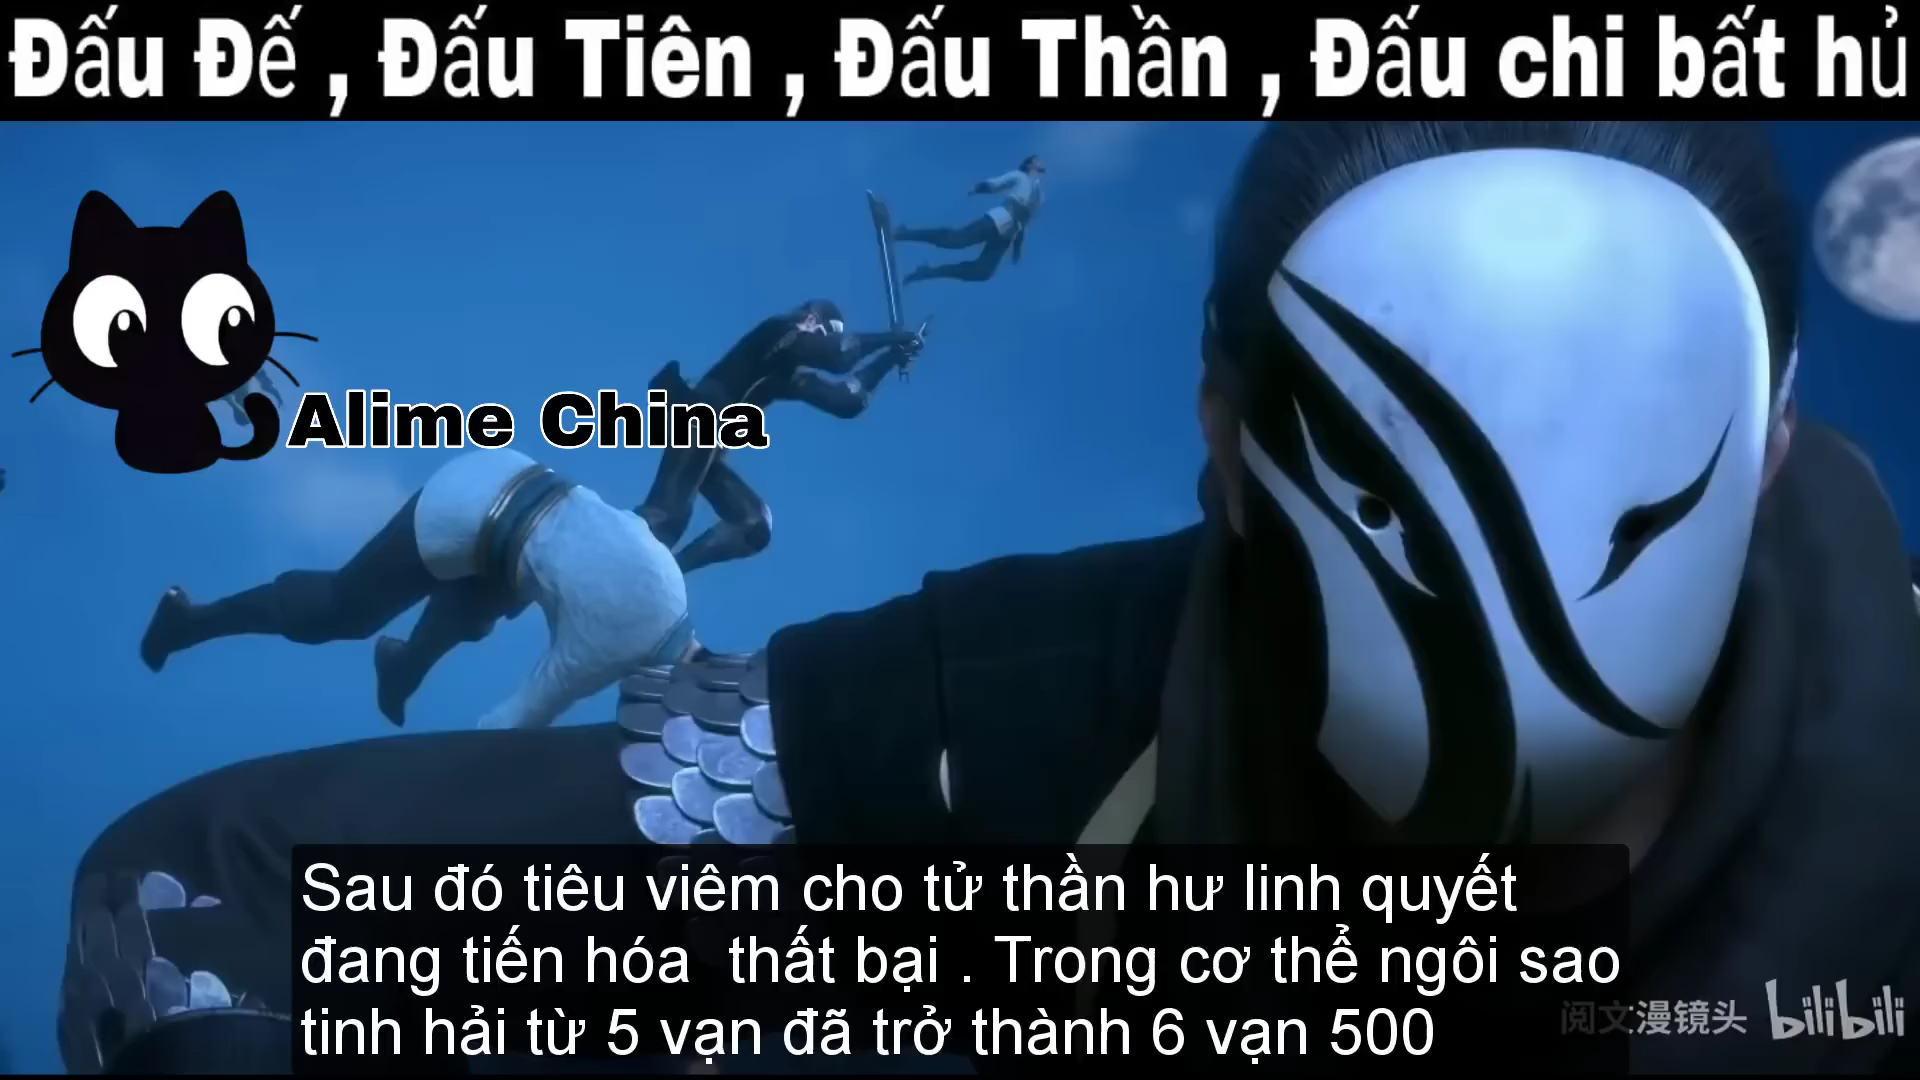 Đấu Đế , Đấu Tiên , Đấu Thần , Đấu chi bất hủ
Alime China
Sau đó tiêu viêm cho tử thần hư linh quyết
đang tiến hóa  thất bại . Trong cơ thể ngôi sao
tinh hải từ 5 vạn đã trở thành 6 vạn 500
阅文漫镜头 bilibili